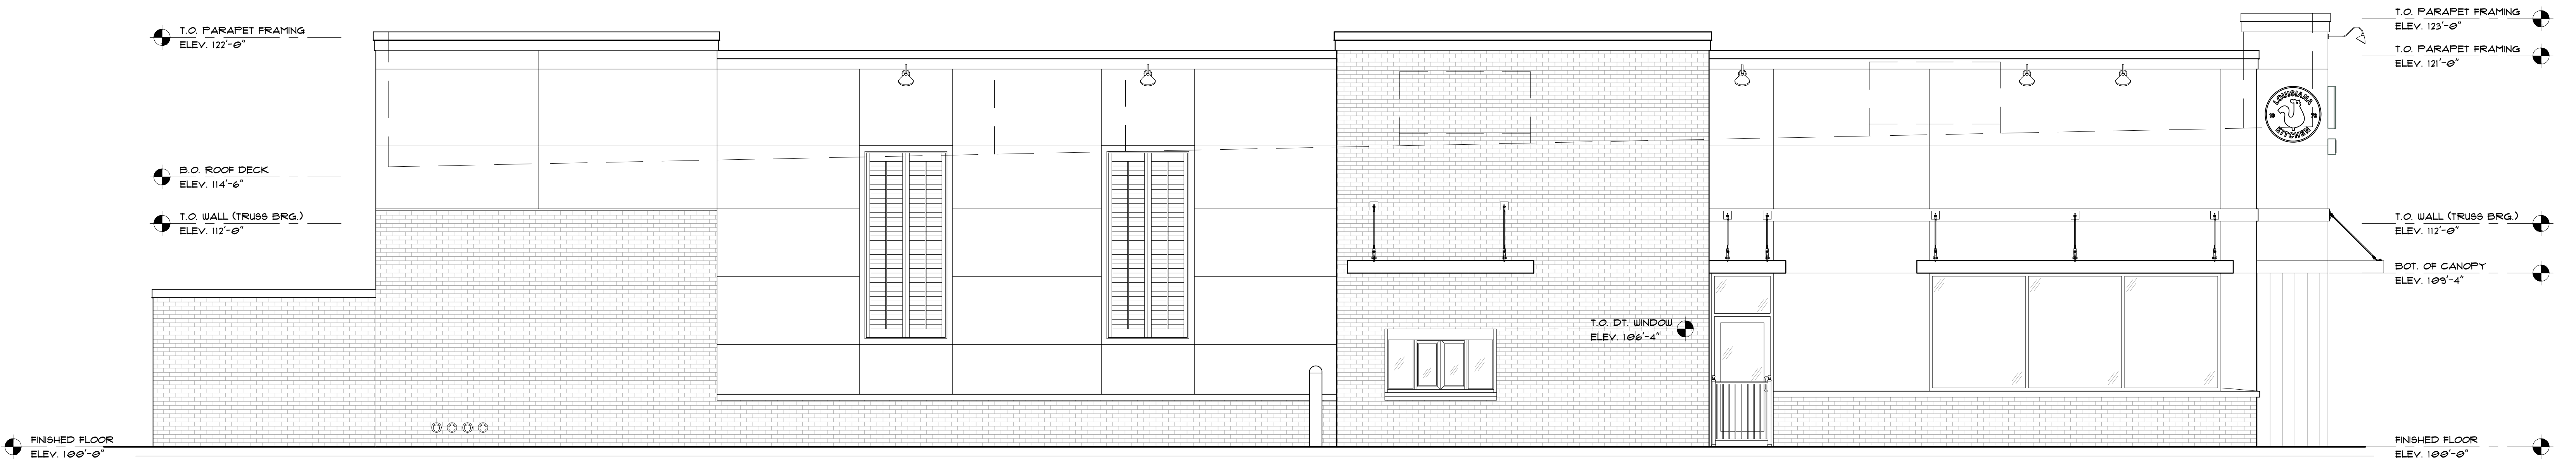 T.O. PARAPET FRAMING
ELEV. 122'-0"
B.O. ROOF DECK
ELEV. 114'-6"
T.O. WALL (TRUSS BRG.)
ELEV. 112'-0"
FINISHED FLOOR
ELEV. 100'-0"
T.O. DT. WINDOW
ELEV. 106'-4"
LOUISIANA
19 72
KITCHEN
T.O. PARAPET FRAMING
ELEV. 123'-0"
T.O. PARAPET FRAMING
ELEV. 121'-0"
T.O. WALL (TRUSS BRG.)
ELEV. 112'-0"
BOT. OF CANOPY
ELEV. 109'-4"
FINISHED FLOOR
ELEV. 100'-0"